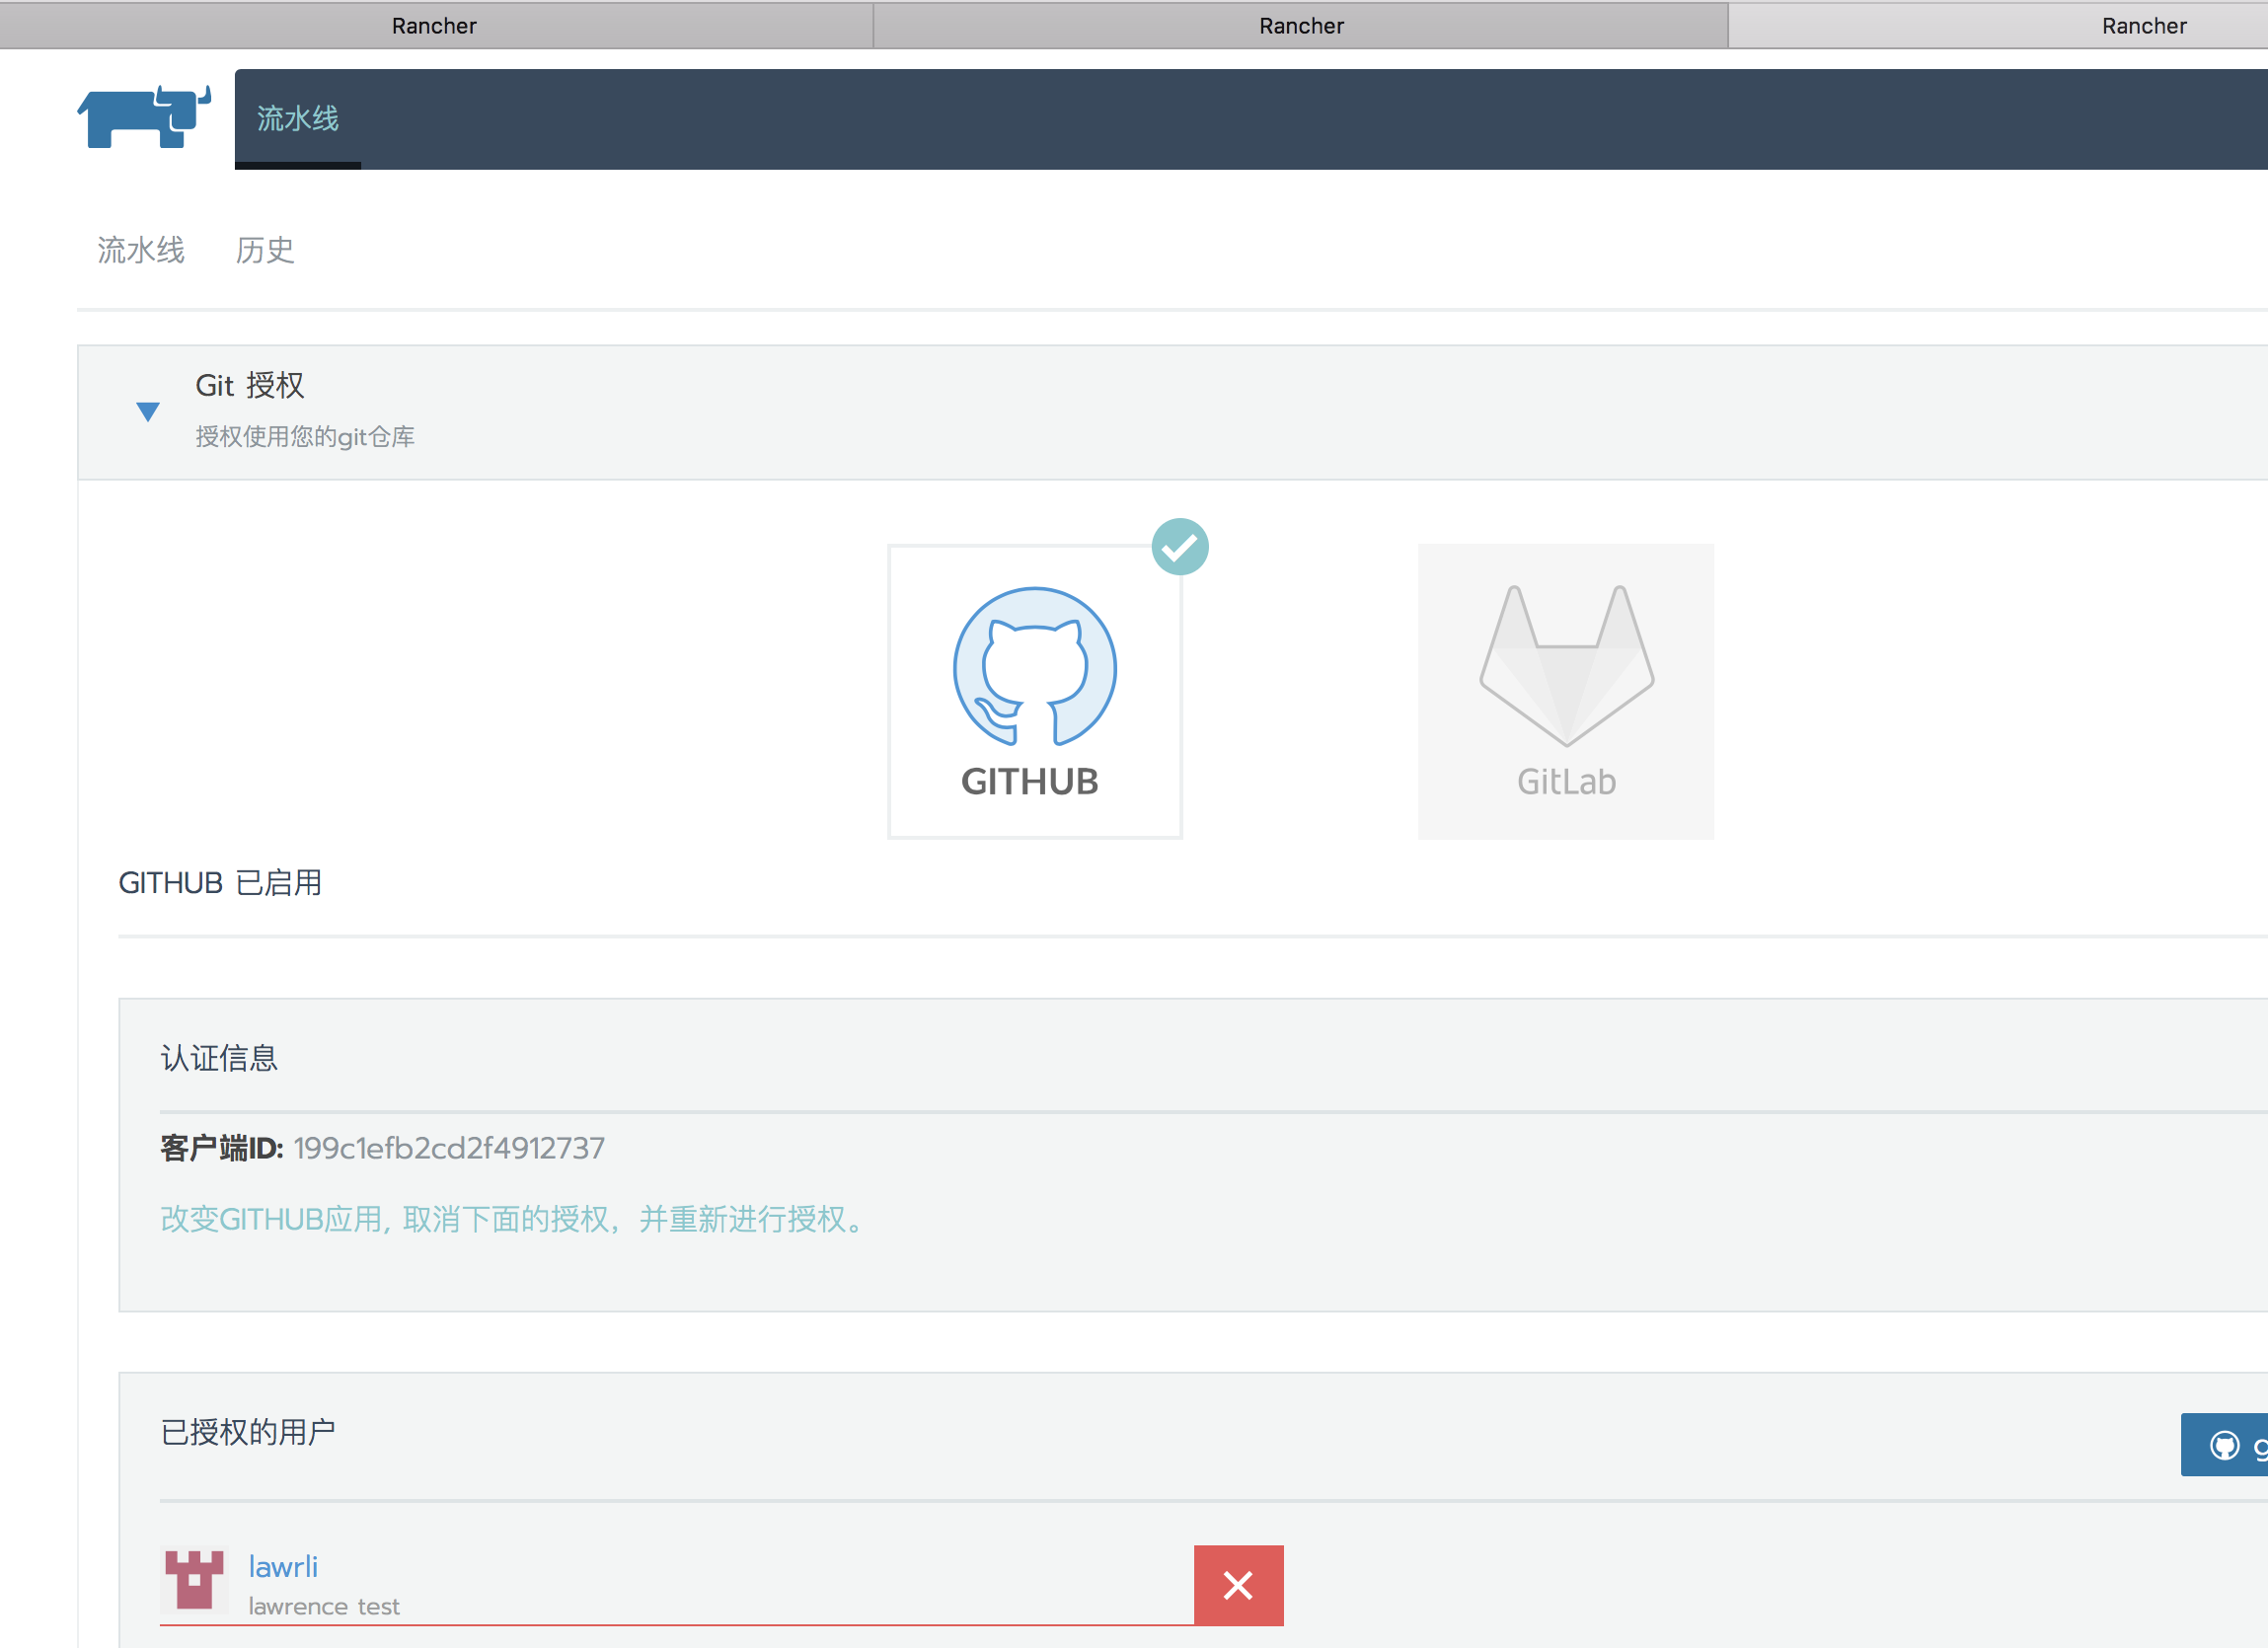 Rancher
Rancher
Rancher
流水线
流水线
历史
Git 授权
授权使用您的git仓库
GITHUB
GitLab
GITHUB 已启用
认证信息
客户端ID: 199c1efb2cd2f4912737
改变GITHUB应用, 取消下面的授权，并重新进行授权。
已授权的用户
lawrli
lawrence test